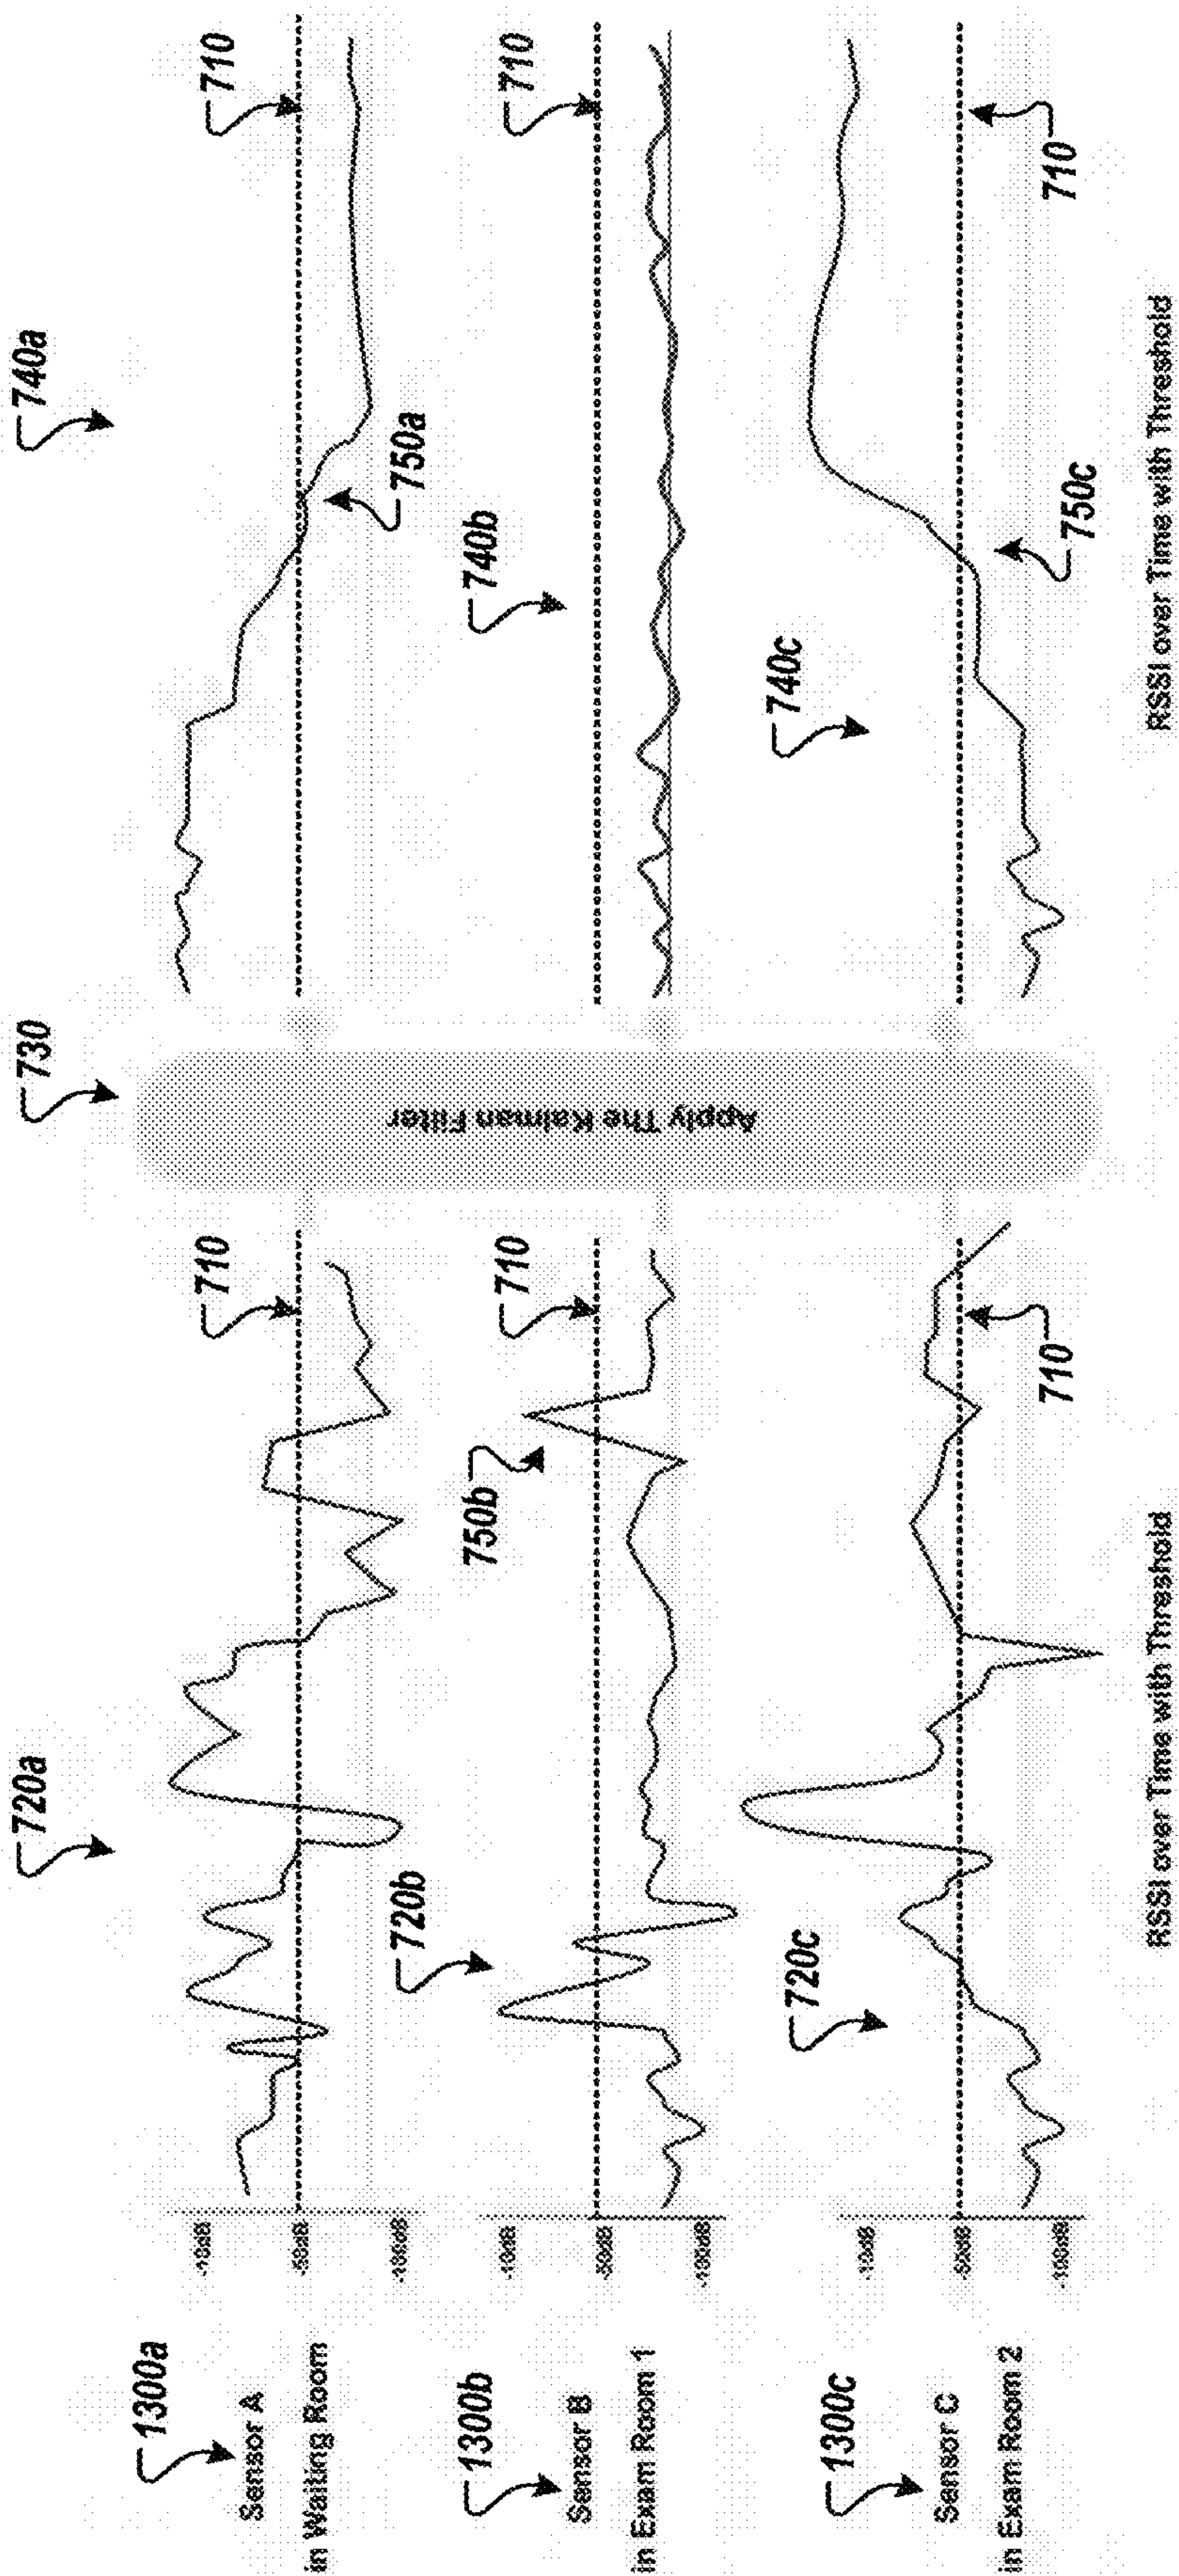 720a
730
740a
1300a
Sensor A
in Waiting Room
-10dB
-50dB
-100dB
710
710
750a
720b
740b
1300b
Sensor B
in Exam Room 1
-10dB
-50dB
-100dB
750b
710
710
Apply The Kalman Filter
720c
740c
1300c
Sensor C
in Exam Room 2
-10dB
-50dB
-100dB
710
750c
710
RSSI over Time with Threshold
RSSI over Time with Threshold